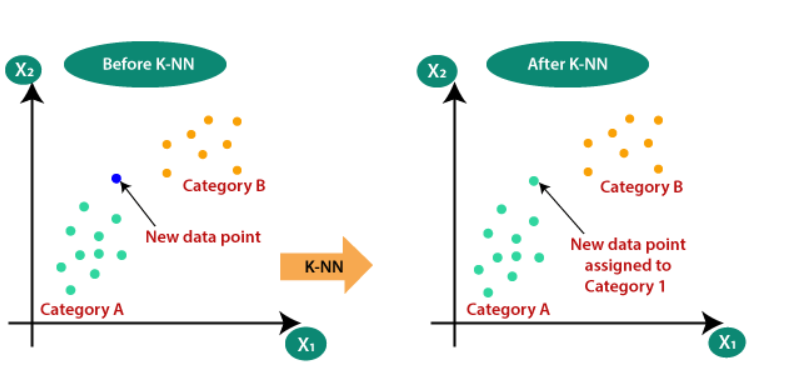 X₂
Before K-NN
Category B
New data point
Category A
X₁
K-NN
X₂
After K-NN
Category B
New data point
assigned to
Category 1
Category A
X₁